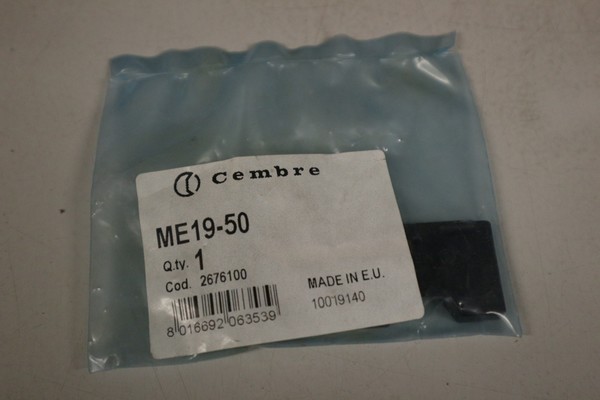 Cembre
ME19-50
Q.ty. 1
Cod. 2676100
MADE IN E.U.
10019140
8 016692 063539